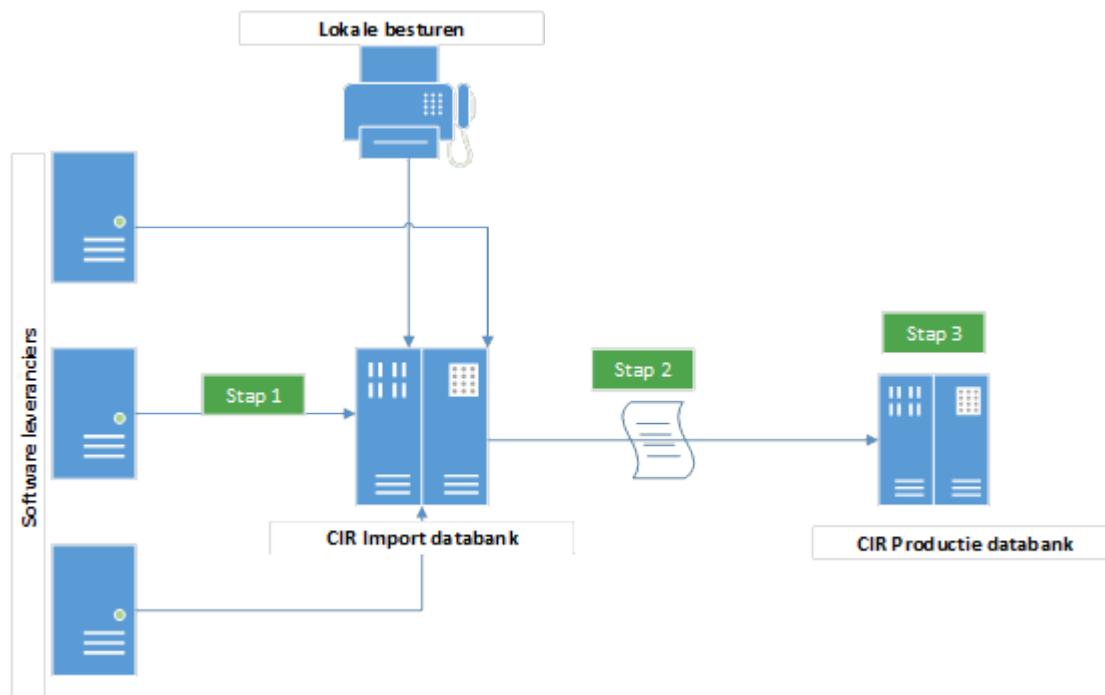 Lokale besturen
Software leveranciers
Stap 1
Stap 2
Stap 3
CIR Import databank
CIR Productie databank